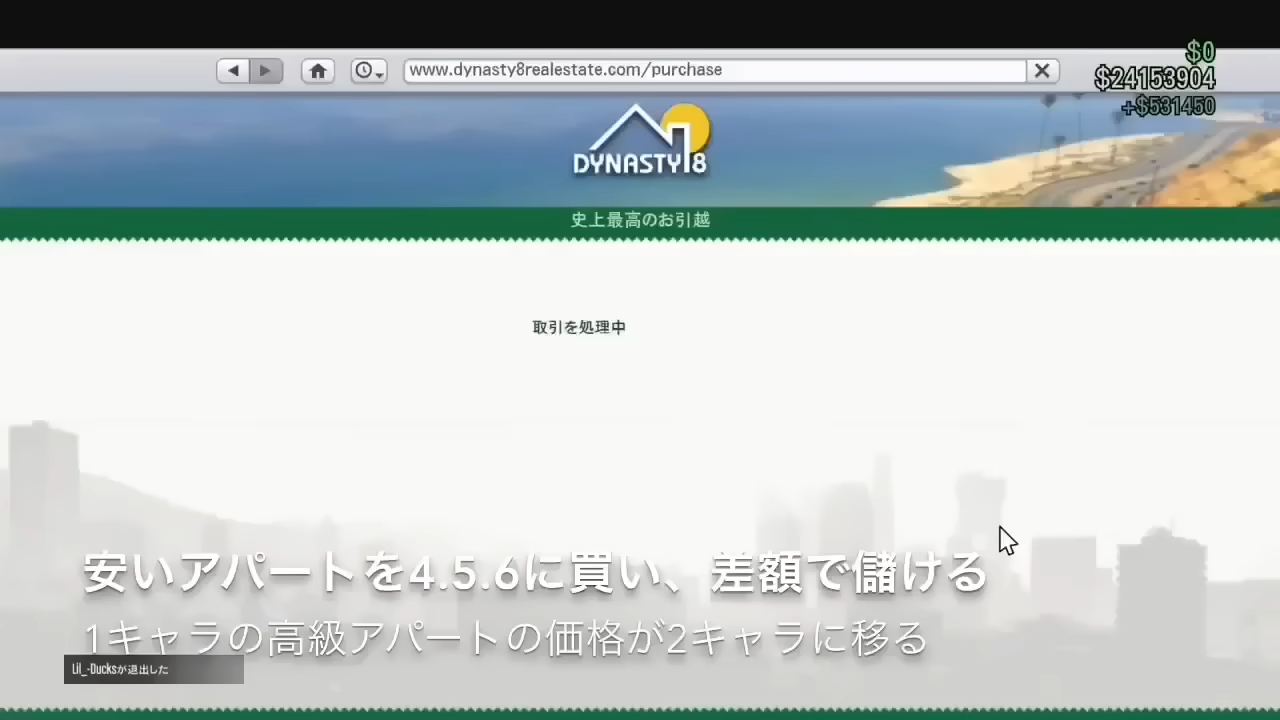 $0
www.dynasty8realestate.com/purchase
$24153904
+$531450
DYNASTY 8
史上最高のお引越
取引を処理中
安いアパートを4.5.6に買い、差額で儲ける
1キャラの高級アパートの価格が2キャラに移る
Lil_-Ducksが退出した